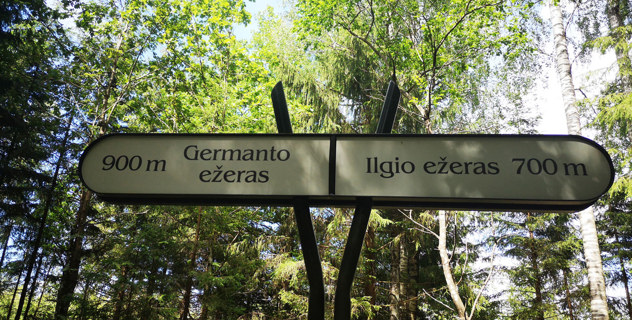 900 m Germanto
ežeras
Ilgio ežeras 700 m